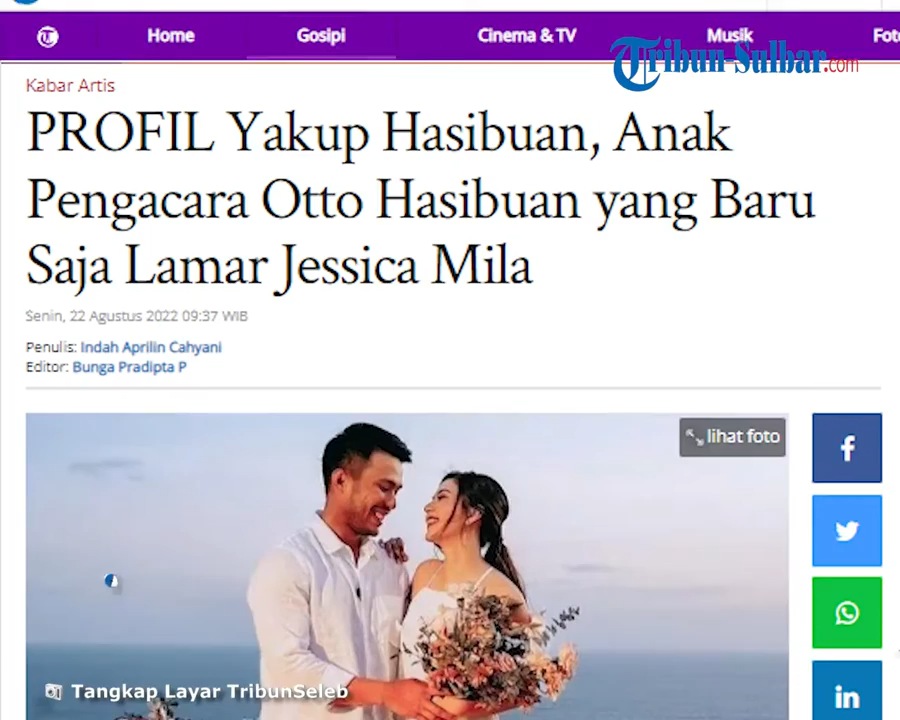 Home Gosipi Cinema & TV Musik Fot
Tribun-Sulbar.com
Kabar Artis
PROFIL Yakup Hasibuan, Anak
Pengacara Otto Hasibuan yang Baru
Saja Lamar Jessica Mila
Senin, 22 Agustus 2022 09:37 WIB
Penulis: Indah Aprilin Cahyani
Editor: Bunga Pradipta P
lihat foto
Tangkap Layar TribunSeleb